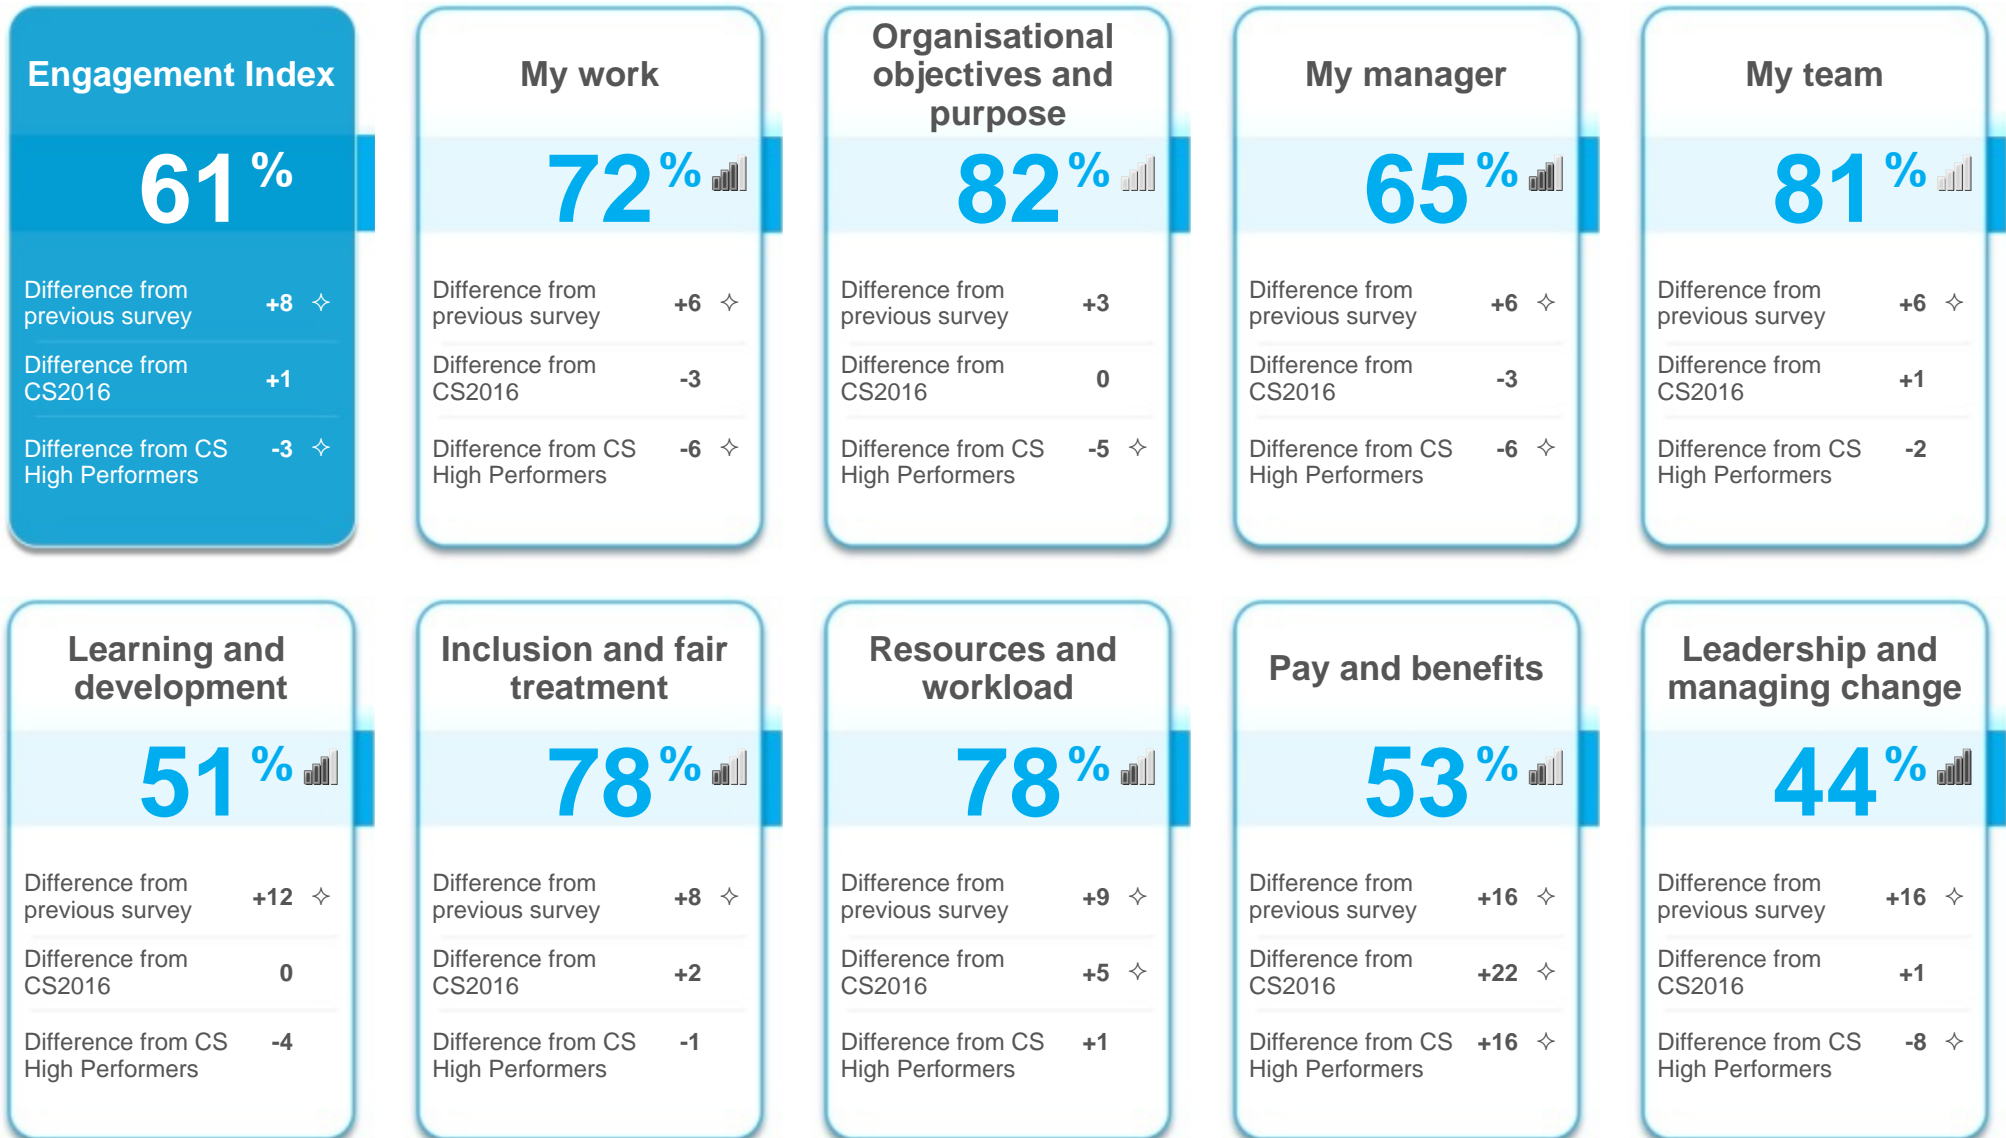 Engagement Index
61%
Difference from
previous survey
+8 ✧
Difference from
CS2016
+1
Difference from CS
High Performers
-3 ✧
My work
72%
Difference from
previous survey
+6 ✧
Difference from
CS2016
-3
Difference from CS
High Performers
-6 ✧
Organisational
objectives and
purpose
82%
Difference from
previous survey
+3
Difference from
CS2016
0
Difference from CS
High Performers
-5 ✧
My manager
65%
Difference from
previous survey
+6 ✧
Difference from
CS2016
-3
Difference from CS
High Performers
-6 ✧
My team
81%
Difference from
previous survey
+6 ✧
Difference from
CS2016
+1
Difference from CS
High Performers
-2
Learning and
development
51%
Difference from
previous survey
+12 ✧
Difference from
CS2016
0
Difference from CS
High Performers
-4
Inclusion and fair
treatment
78%
Difference from
previous survey
+8 ✧
Difference from
CS2016
+2
Difference from CS
High Performers
-1
Resources and
workload
78%
Difference from
previous survey
+9 ✧
Difference from
CS2016
+5 ✧
Difference from CS
High Performers
+1
Pay and benefits
53%
Difference from
previous survey
+16 ✧
Difference from
CS2016
+22 ✧
Difference from CS
High Performers
+16 ✧
Leadership and
managing change
44%
Difference from
previous survey
+16 ✧
Difference from
CS2016
+1
Difference from CS
High Performers
-8 ✧